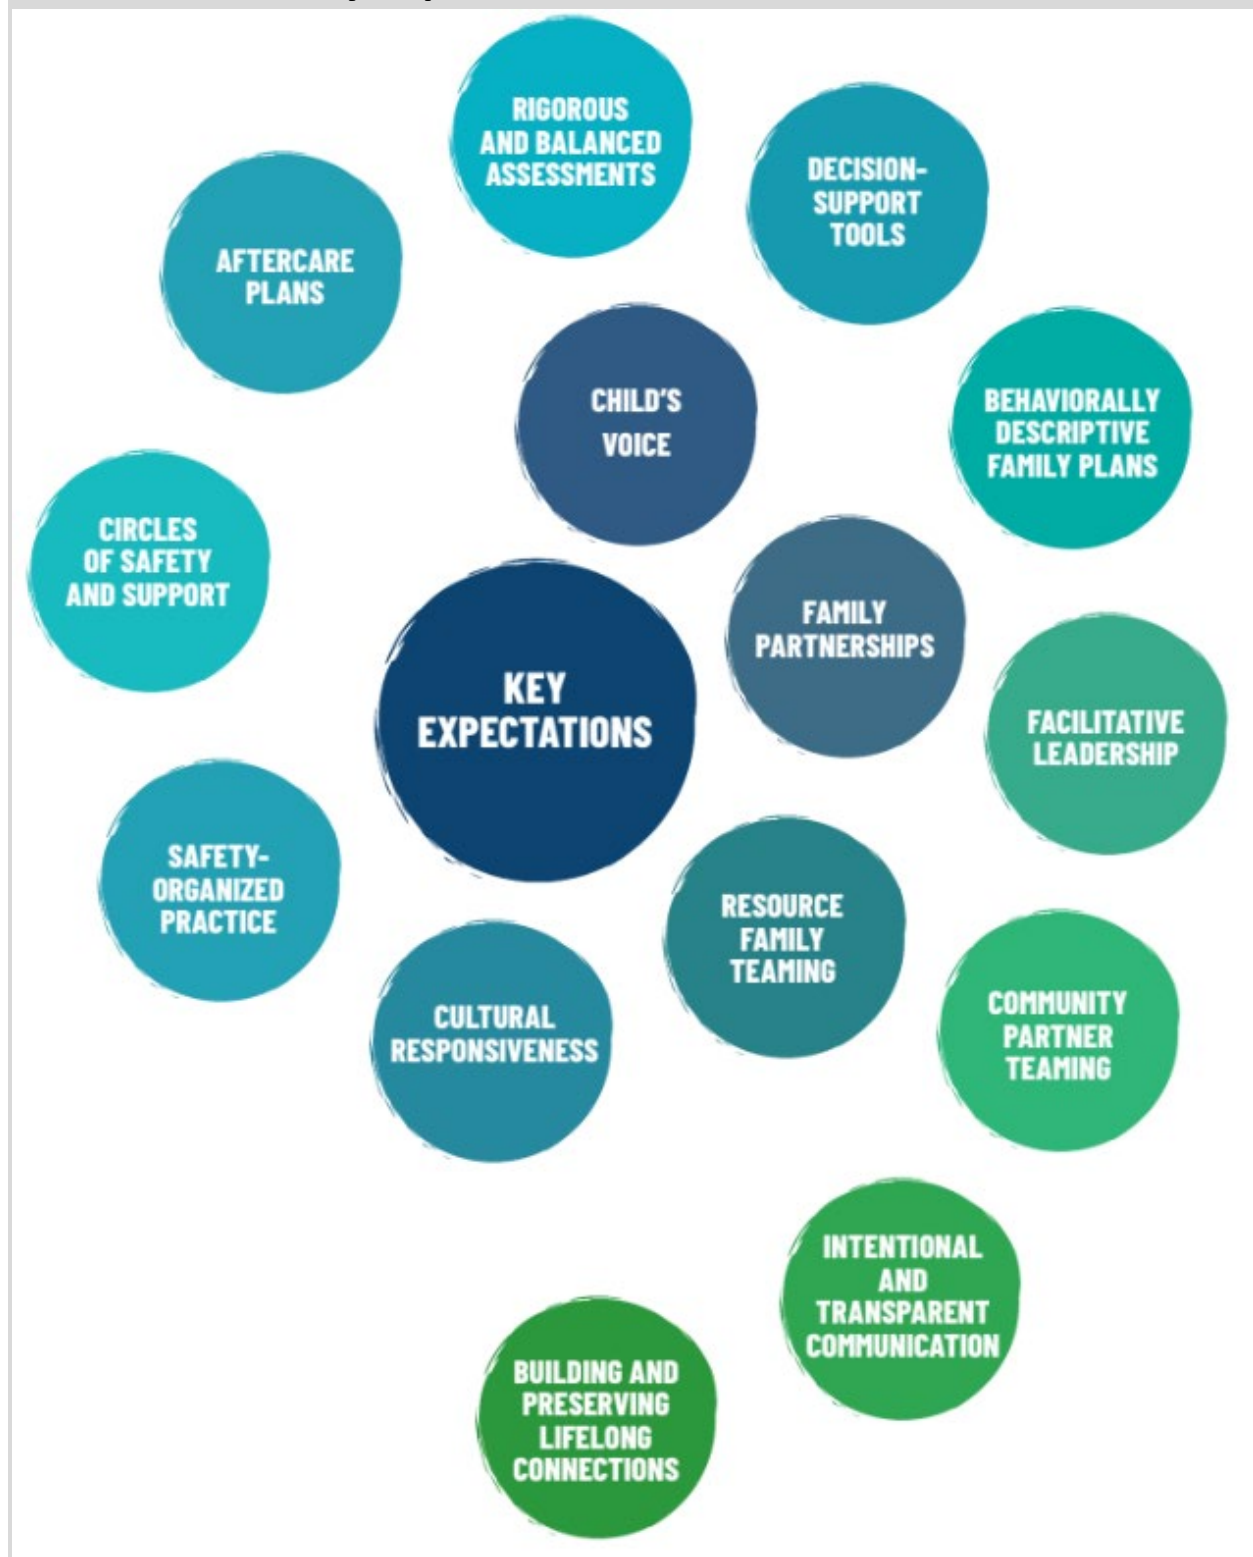 RIGOROUS
AND BALANCED
ASSESSMENTS
DECISION-
SUPPORT
TOOLS
AFTERCARE
PLANS
CHILD'S
VOICE
BEHAVIORALLY
DESCRIPTIVE
FAMILY PLANS
CIRCLES
OF SAFETY
AND SUPPORT
FAMILY
PARTNERSHIPS
KEY
EXPECTATIONS
FACILITATIVE
LEADERSHIP
SAFETY-
ORGANIZED
PRACTICE
RESOURCE
FAMILY
TEAMING
CULTURAL
RESPONSIVENESS
COMMUNITY
PARTNER
TEAMING
INTENTIONAL
AND
TRANSPARENT
COMMUNICATION
BUILDING AND
PRESERVING
LIFELONG
CONNECTIONS